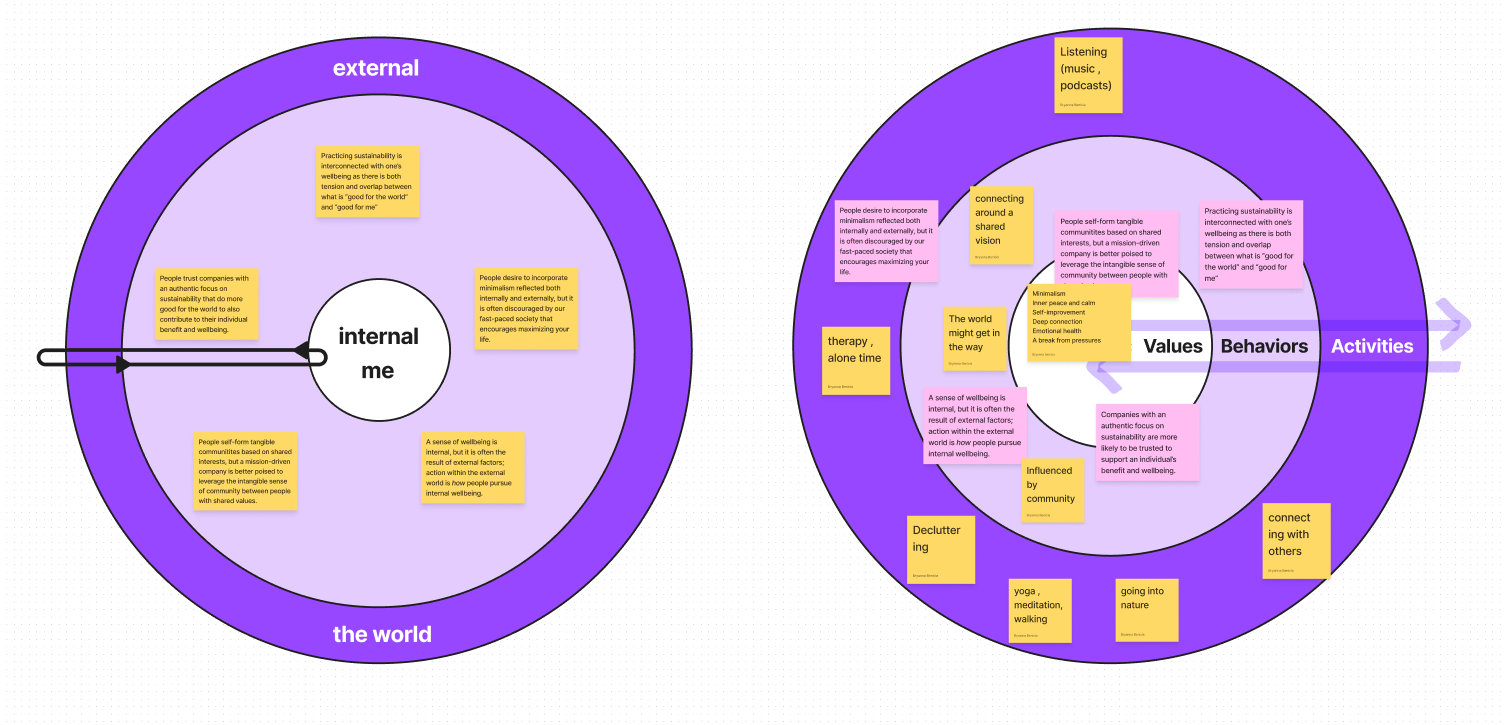 external
Practicing sustainability is
interconnected with one's
wellbeing as there is both
tension and overlap between
what is "good for the world"
and "good for me"
People trust companies with
an authentic focus on
sustainability that do more
good for the world to also
contribute to their individual
benefit and wellbeing.
People desire to incorporate
minimalism reflected both
internally and externally, but it
is often discouraged by our
fast-paced society that
encourages maximizing your
life.
internal
me
People self-form tangible
communitites based on shared
interests, but a mission-driven
company is better poised to
leverage the intangible sense
of community between people
with shared values.
A sense of wellbeing is
internal, but it is often the
result of external factors;
action within the external
world is how people pursue
internal wellbeing.
the world
Listening
(music ,
podcasts)
Bryanna Benicia
People desire to incorporate
minimalism reflected both
internally and externally, but it
is often discouraged by our
fast-paced society that
encourages maximizing your
life.
connecting
around a
shared
vision
People self-form tangible
communitites based on shared
interests, but a mission-driven
company is better poised to
leverage the intangible sense of
community between people with
Practicing sustainability is
interconnected with one's
wellbeing as there is both
tension and overlap
between what is "good for
the world" and "good for
me"
Minimalism
Inner peace and calm
Self-improvement
Deep connection
Emotional health
A break from pressures
The world
might get in
the way
therapy ,
alone time
Values
Behaviors
Activities
A sense of wellbeing is
internal, but it is often the
result of external factors;
action within the external
world is how people pursue
internal wellbeing.
Companies with an
authentic focus on
sustainability are more
likely to be trusted to
support an individual's
benefit and wellbeing.
Influenced
by
community
Declutter
ing
connect
ing with
others
yoga ,
meditation,
walking
going into
nature